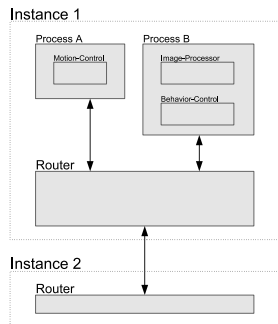 Instance 1
Process A
Process B
Motion-Control
Image-Processor
Behavior-Control
Router
Instance 2
Router